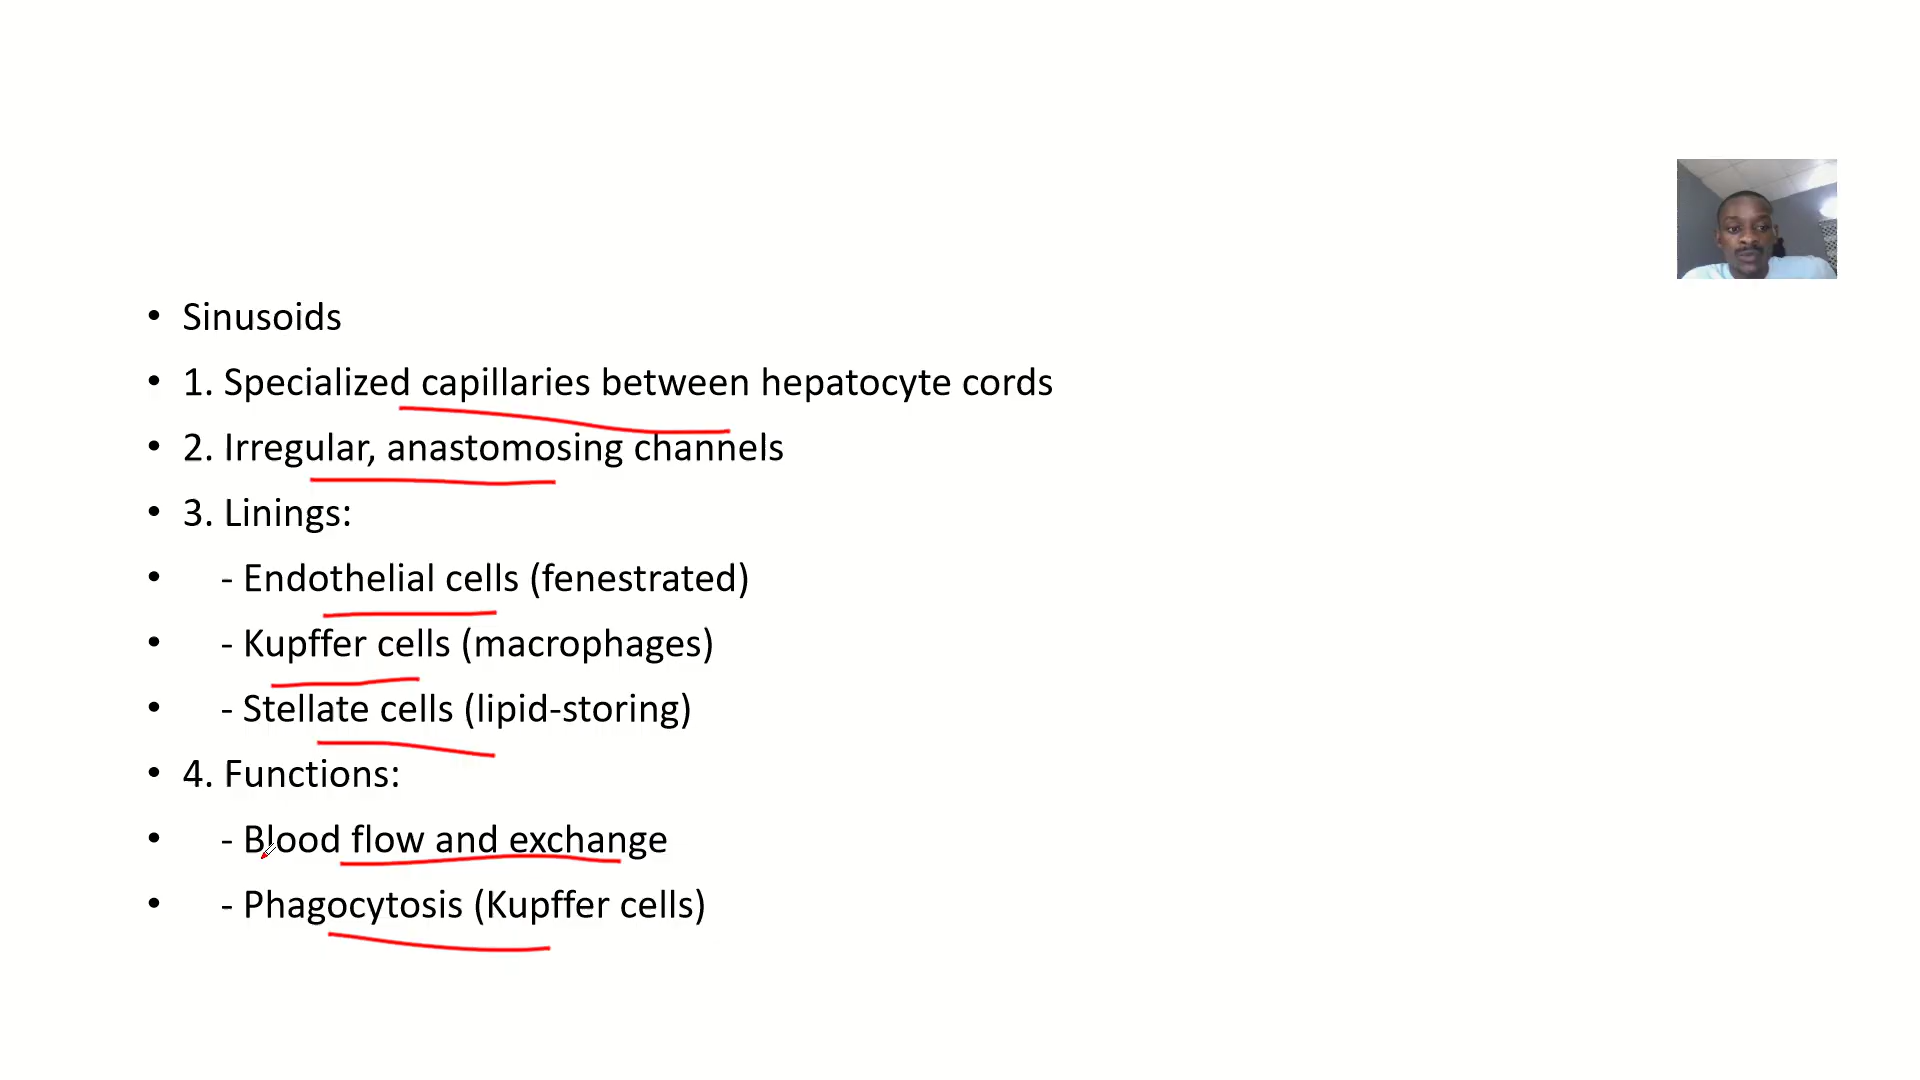 • Sinusoids
• 1. Specialized capillaries between hepatocyte cords
• 2. Irregular, anastomosing channels
• 3. Linings:
• - Endothelial cells (fenestrated)
• - Kupffer cells (macrophages)
• - Stellate cells (lipid-storing)
• 4. Functions:
• - Blood flow and exchange
• - Phagocytosis (Kupffer cells)